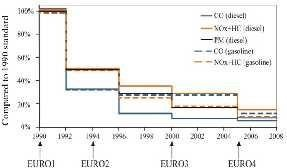 Compared to 1990 standard
100%
80%
60%
40%
20%
0%
CO (diesel)
NOx+HC (diesel)
PM (diesel)
CO (gasoline)
NOx+HC (gasoline)
1990 1992 1994 1996 1998 2000 2002 2004 2006 2008
EURO1 EURO2 EURO3 EURO4